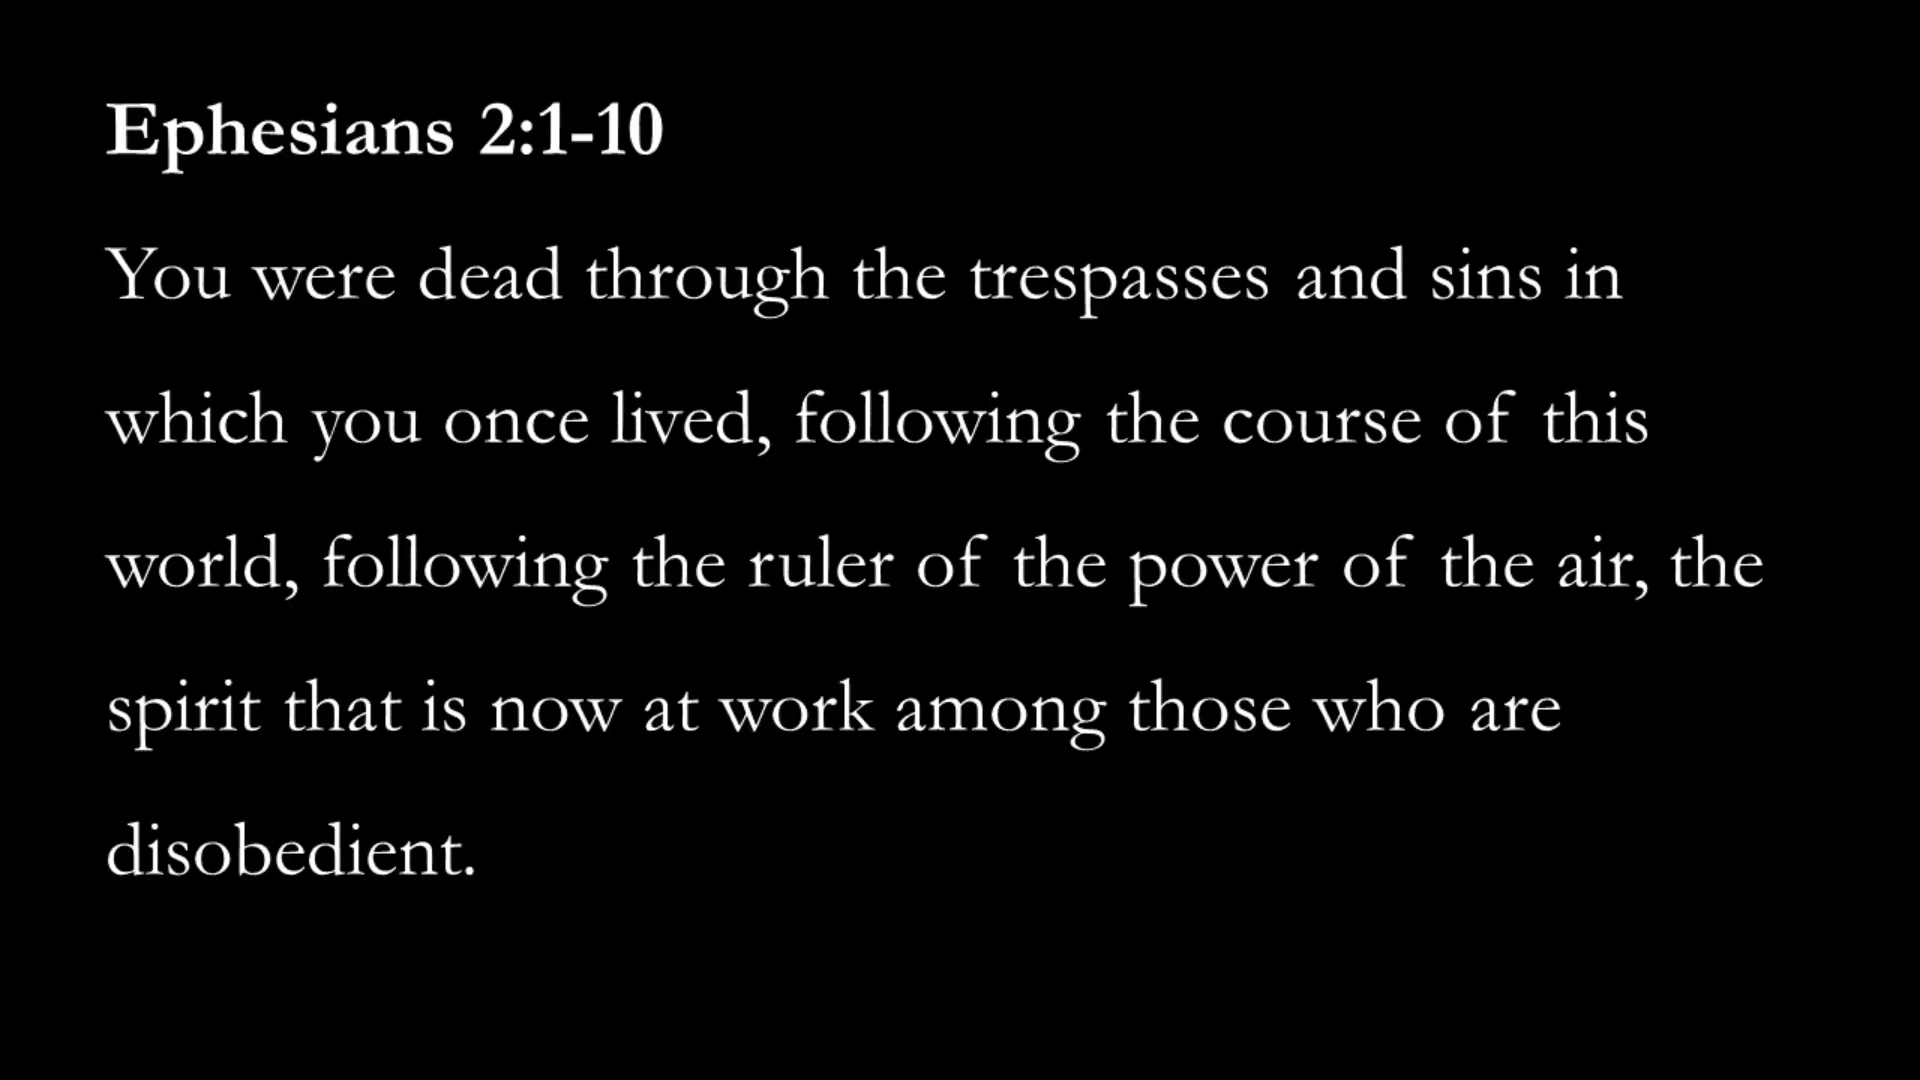 Ephesians 2:1-10
You were dead through the trespasses and sins in
which you once lived, following the course of this
world, following the ruler of the power of the air, the
spirit that is now at work among those who are
disobedient.